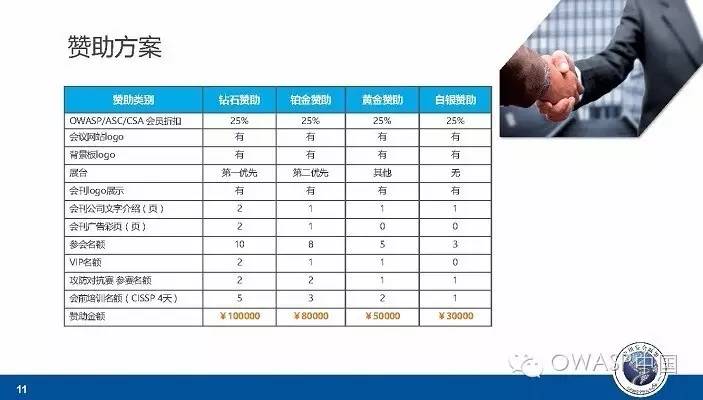 赞助方案
赞助类别 钻石赞助 铂金赞助 黄金赞助 白银赞助
OWASP/ASC/CSA 会员折扣 25% 25% 25% 25%
会议网站logo 有 有 有 有
背景板logo 有 有 有 有
展台 第一优先 第二优先 其他 无
会刊logo展示 有 有 有 有
会刊公司文字介绍（页） 2 1 1 1
会刊广告彩页（页） 2 1 0 0
参会名额 10 8 5 3
VIP名额 2 1 1 0
攻防对抗赛 参赛名额 2 2 1 1
会前培训名额（CISSP 4天） 5 3 2 1
赞助金额 ￥100000 ￥80000 ￥50000 ￥30000
OWASP中国
11